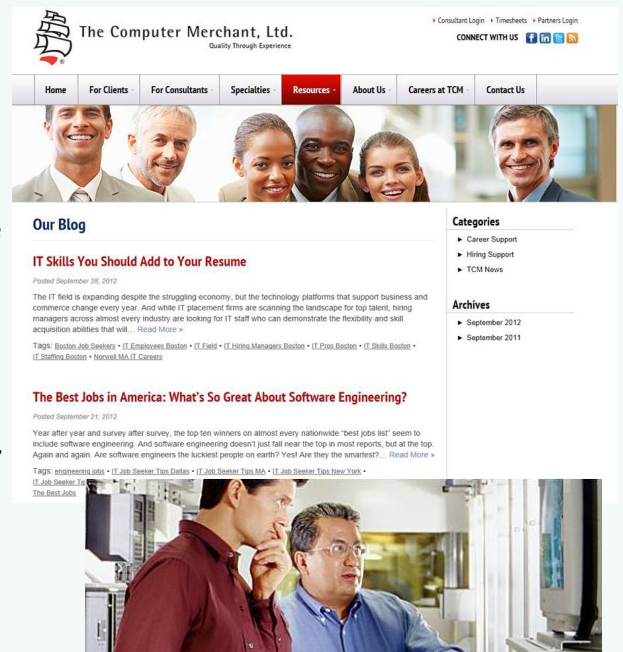 The Computer Merchant, Ltd.
Quality Through Experience
Consultant Login Timesheets Partners Login
CONNECT WITH US
Home For Clients For Consultants Specialties Resources About Us Careers at TCM Contact Us
Our Blog
IT Skills You Should Add to Your Resume
Posted September 28, 2012
The IT field is expanding despite the struggling economy, but the technology platforms that support business and
commerce change every year. And while IT placement firms are scanning the landscape for top talent, hiring
managers across almost every industry are looking for IT staff who can demonstrate the flexibility and skill
acquisition abilities that will... Read More »
Tags: Boston Job Seekers • IT Employees Boston • IT Field • IT Hiring Managers Boston • IT Pros Boston • IT Skills Boston •
IT Staffing Boston • Norwell MA IT Careers
The Best Jobs in America: What's So Great About Software Engineering?
Posted September 21, 2012
Year after year and survey after survey, the top ten winners on almost every nationwide “best jobs list” seem to
include software engineering. And software engineering doesn't just fall near the top in most reports, but at the top.
Again and again. Are software engineers the luckiest people on earth? Yes! Are they the smartest?... Read More »
Tags: engineering jobs • IT Job Seeker Tips Dallas • IT Job Seeker Tips MA • IT Job Seeker Tips New York •
IT Job Seeker Tip
The Best Jobs
Categories
Career Support
Hiring Support
TCM News
Archives
September 2012
September 2011